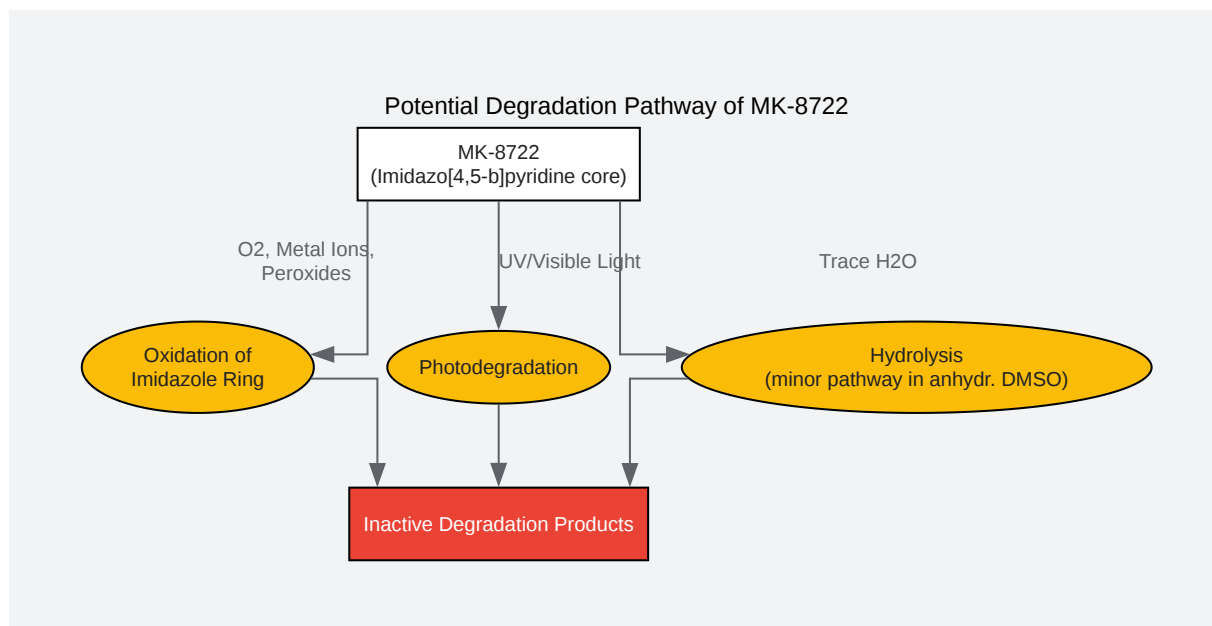 Potential Degradation Pathway of MK-8722
MK-8722
(Imidazo[4,5-b]pyridine core)
O2, Metal Ions,
Peroxides
UV/Visible Light
Trace H2O
Oxidation of
Imidazole Ring
Photodegradation
Hydrolysis
(minor pathway in anhydr. DMSO)
Inactive Degradation Products